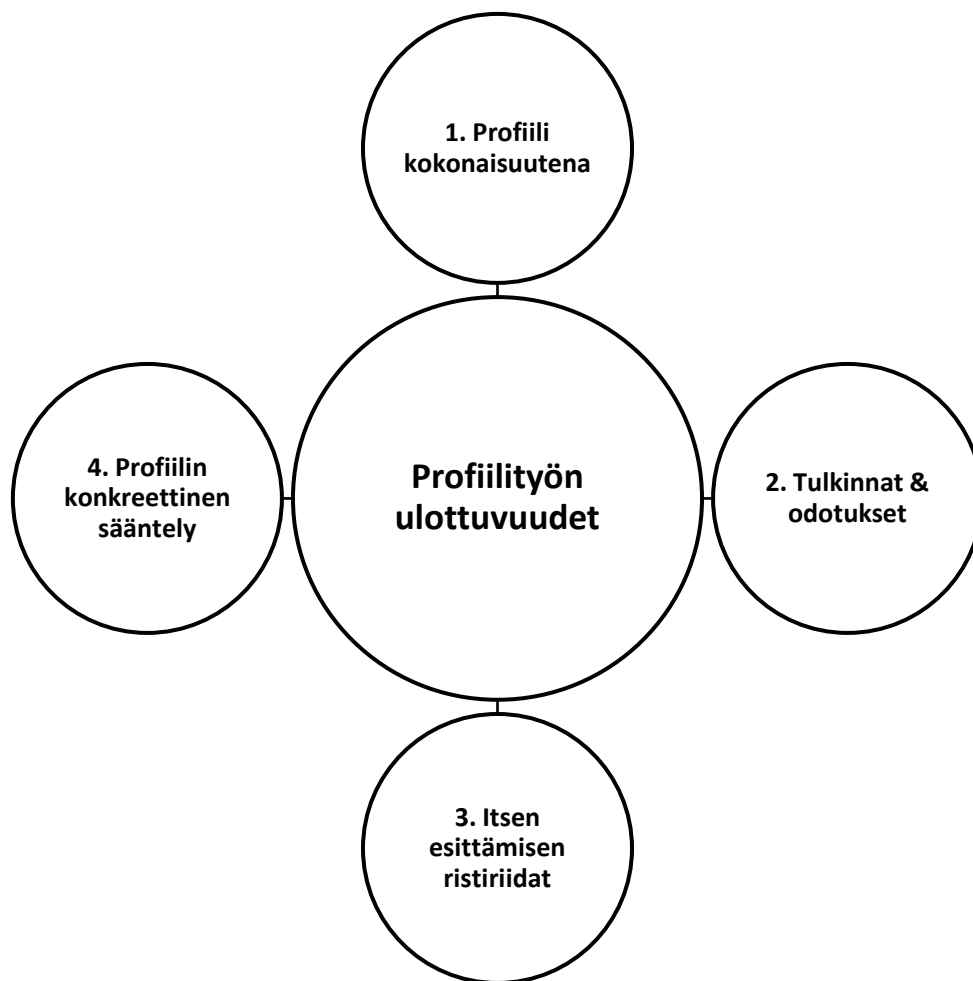 1. Profiili
kokonaisuutena
Profiilityön
ulottuvuudet
2. Tulkinnat &
odotukset
3. Itsen
esittämisen
ristiriidat
4. Profiilin
konkreettinen
sääntely